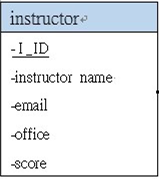 instructor
-I_ID
-instructor name
-email
-office
-score